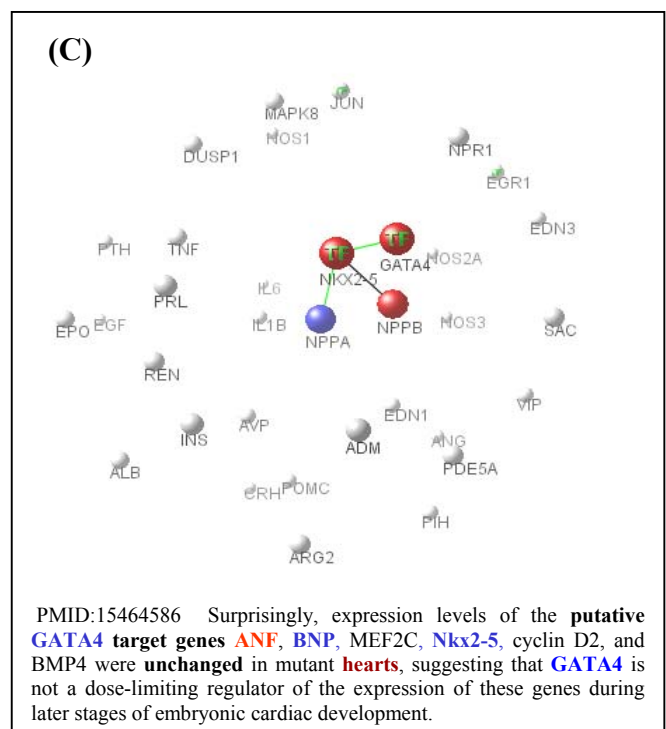 (C)
JUN
MAPK8
NOS1
DUSP1
NPR1
EGR1
EDN3
PTH
TNF
TF
TF
GATA4
NOS2A
NKX2-5
IL6
PRL
EPO
EGF
IL1B
NPPA
NPPB
NOS3
SAC
REN
VIP
EDN1
AVP
INS
ADM
ANG
ALB
PDE5A
CRH
POMC
PIH
ARG2
PMID:15464586 Surprisingly, expression levels of the putative
GATA4 target genes ANF, BNP, MEF2C, Nkx2-5, cyclin D2, and
BMP4 were unchanged in mutant hearts, suggesting that GATA4 is
not a dose-limiting regulator of the expression of these genes during
later stages of embryonic cardiac development.